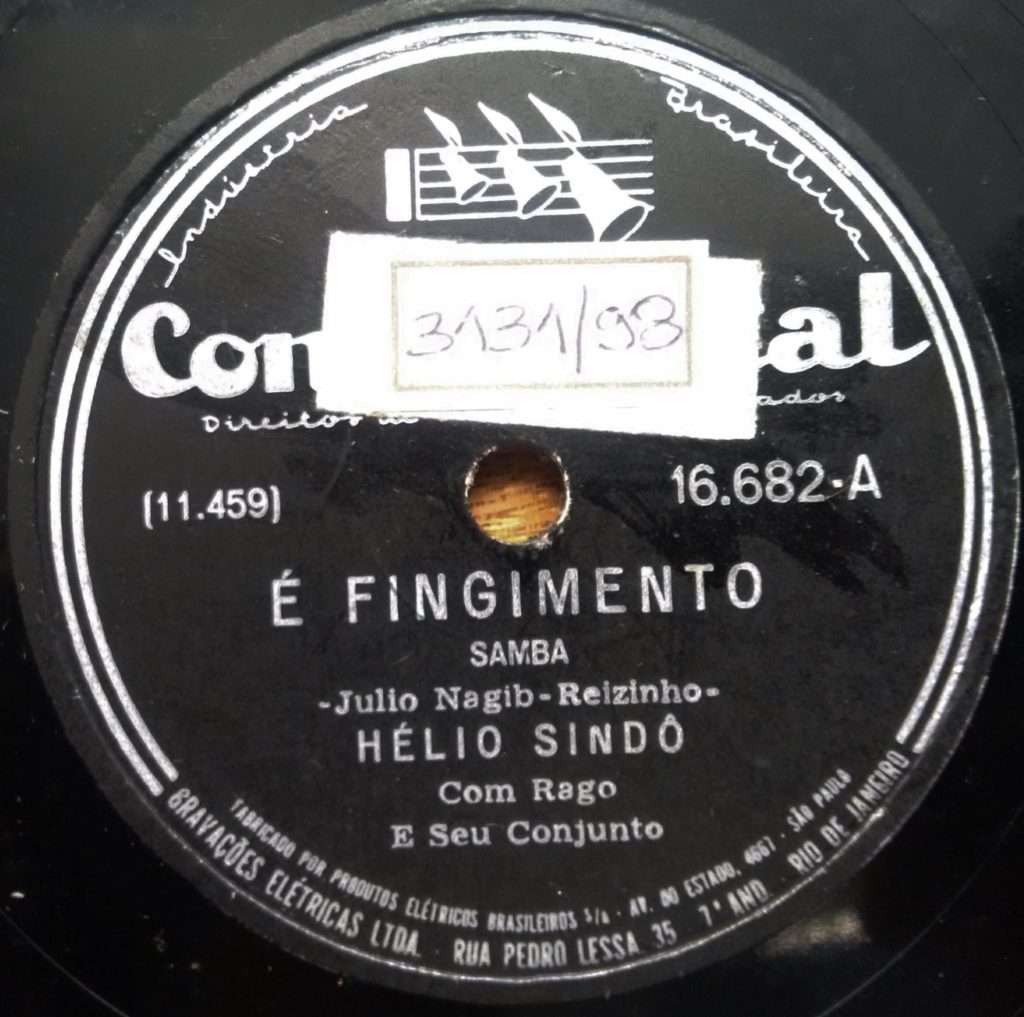 Indústria Brasileira
3131/98
Con al
Direitos ados
(11.459)
16.682-A
É FINGIMENTO
SAMBA
-Julio Nagib-Reizinho-
HÉLIO SINDÔ
Com Rago
E Seu Conjunto
FABRICADO POR PRODUTOS ELÉTRICOS BRASILEIROS S/A · AV. DO ESTADO, 4667 · SÃO PAULO
GRAVAÇÕES ELÉTRICAS LTDA. · RUA PEDRO LESSA 35 7º AND. RIO DE JANEIRO